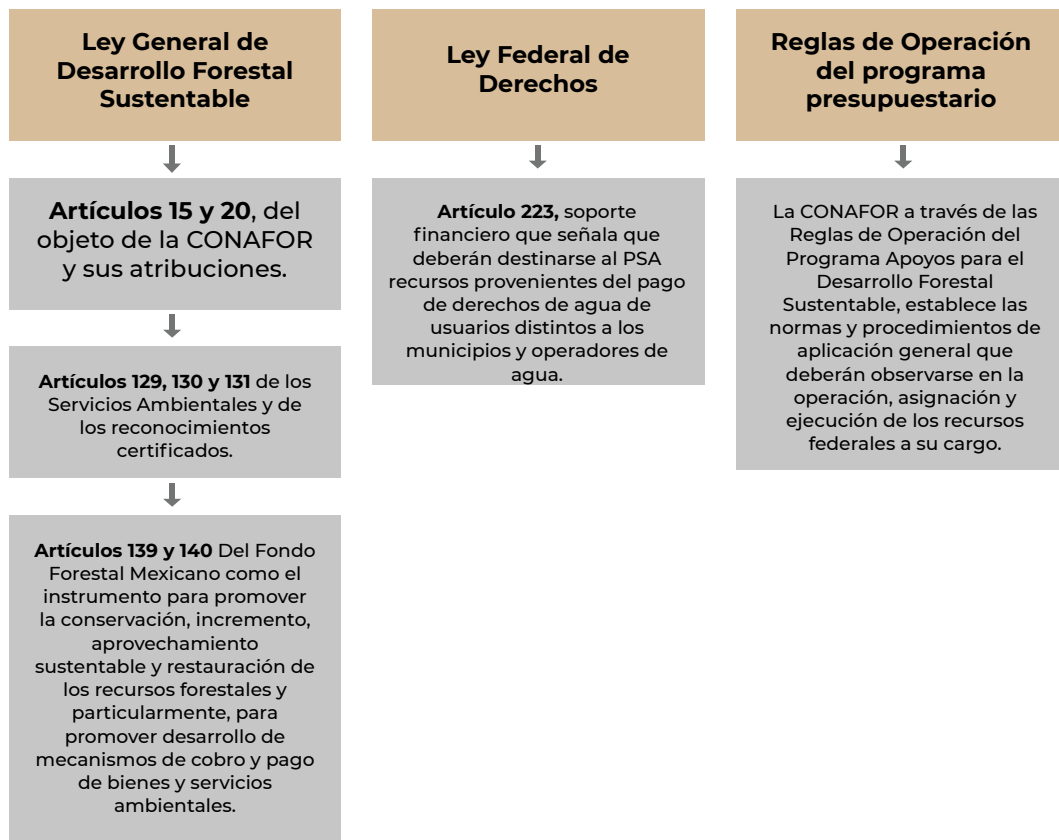 Ley General de
Desarrollo Forestal
Sustentable
Artículos 15 y 20, del
objeto de la CONAFOR
y sus atribuciones.
Artículos 129, 130 y 131 de los
Servicios Ambientales y de
los reconocimientos
certificados.
Artículos 139 y 140 Del Fondo
Forestal Mexicano como el
instrumento para promover
la conservación, incremento,
aprovechamiento
sustentable y restauración de
los recursos forestales y
particularmente, para
promover desarrollo de
mecanismos de cobro y pago
de bienes y servicios
ambientales.
Ley Federal de
Derechos
Artículo 223, soporte
financiero que señala que
deberán destinarse al PSA
recursos provenientes del pago
de derechos de agua de
usuarios distintos a los
municipios y operadores de
agua.
Reglas de Operación
del programa
presupuestario
La CONAFOR a través de las
Reglas de Operación del
Programa Apoyos para el
Desarrollo Forestal
Sustentable, establece las
normas y procedimientos de
aplicación general que
deberán observarse en la
operación, asignación y
ejecución de los recursos
federales a su cargo.